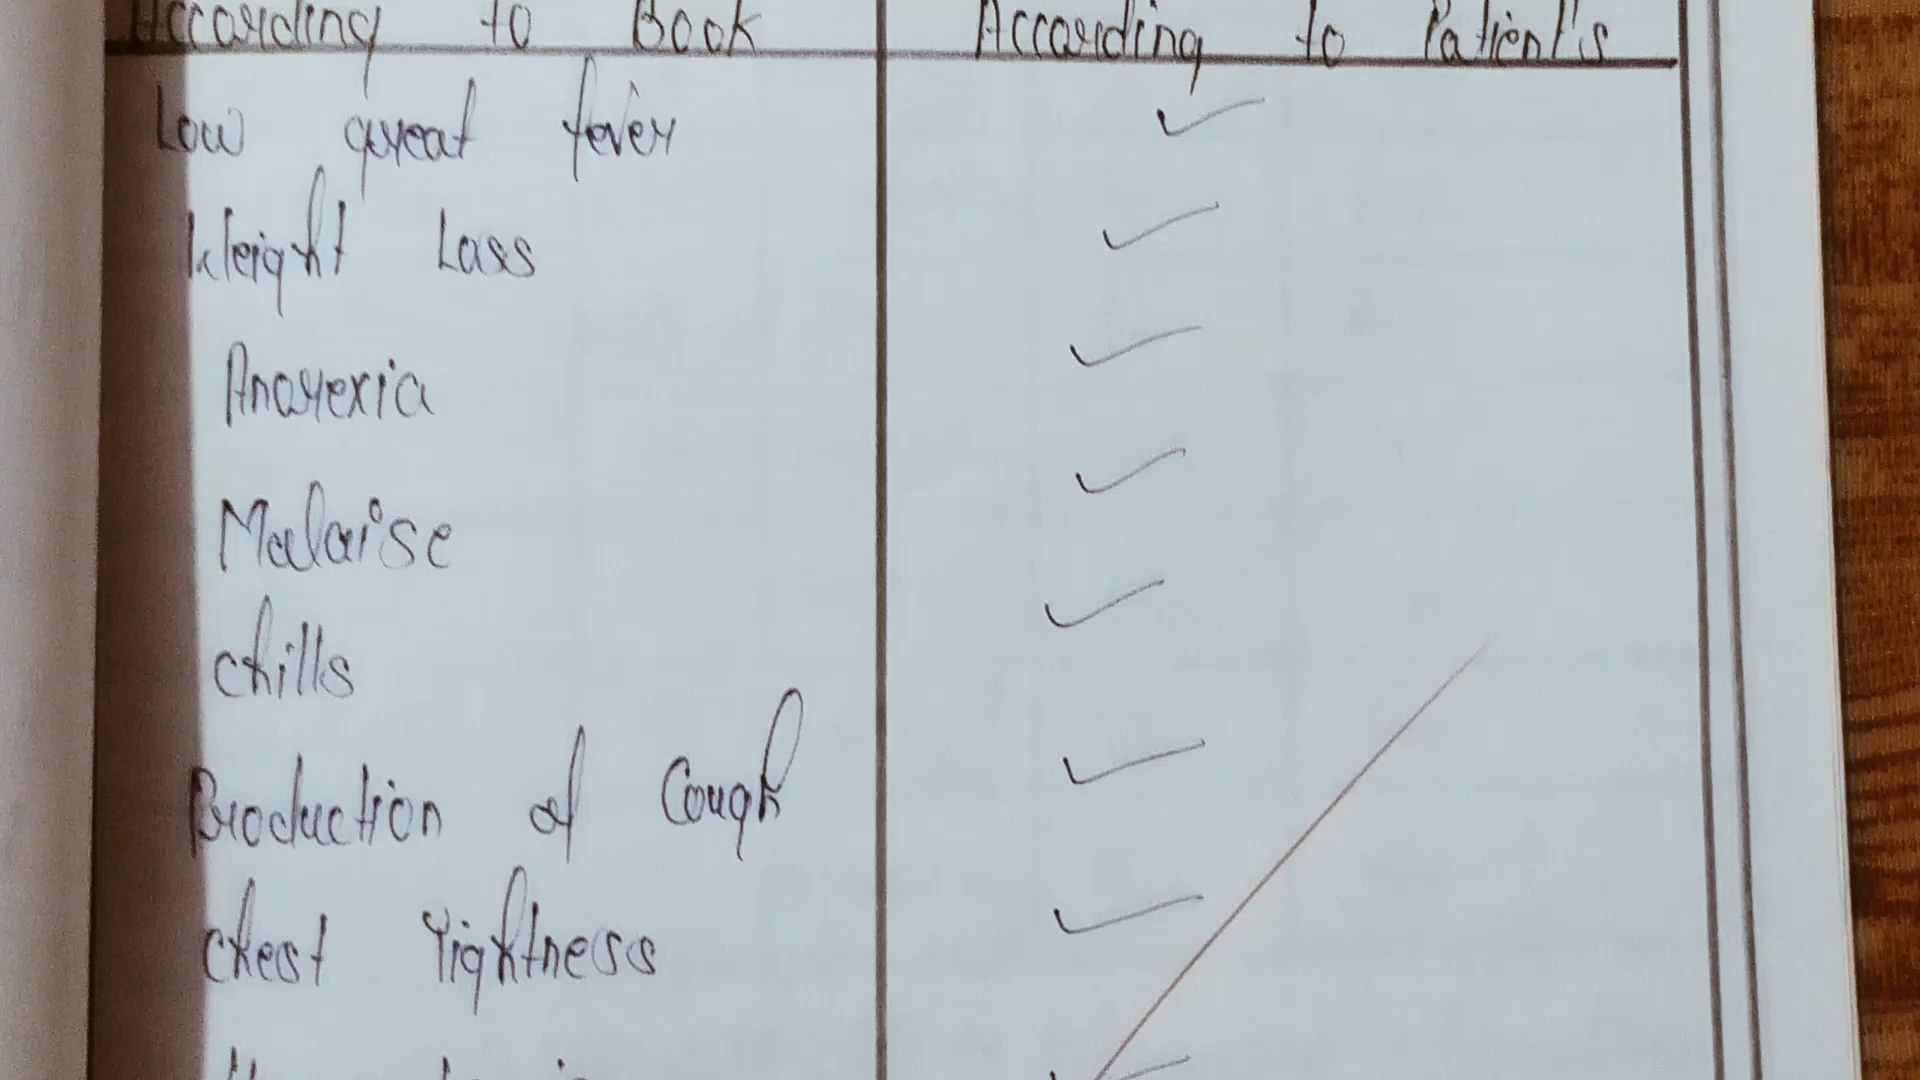 According to Book According to Patient's
Low great fever ✓
Weight Loss ✓
Anorexia ✓
Malaise ✓
Chills ✓
Production of Cough ✓
Chest Tightness ✓
✓